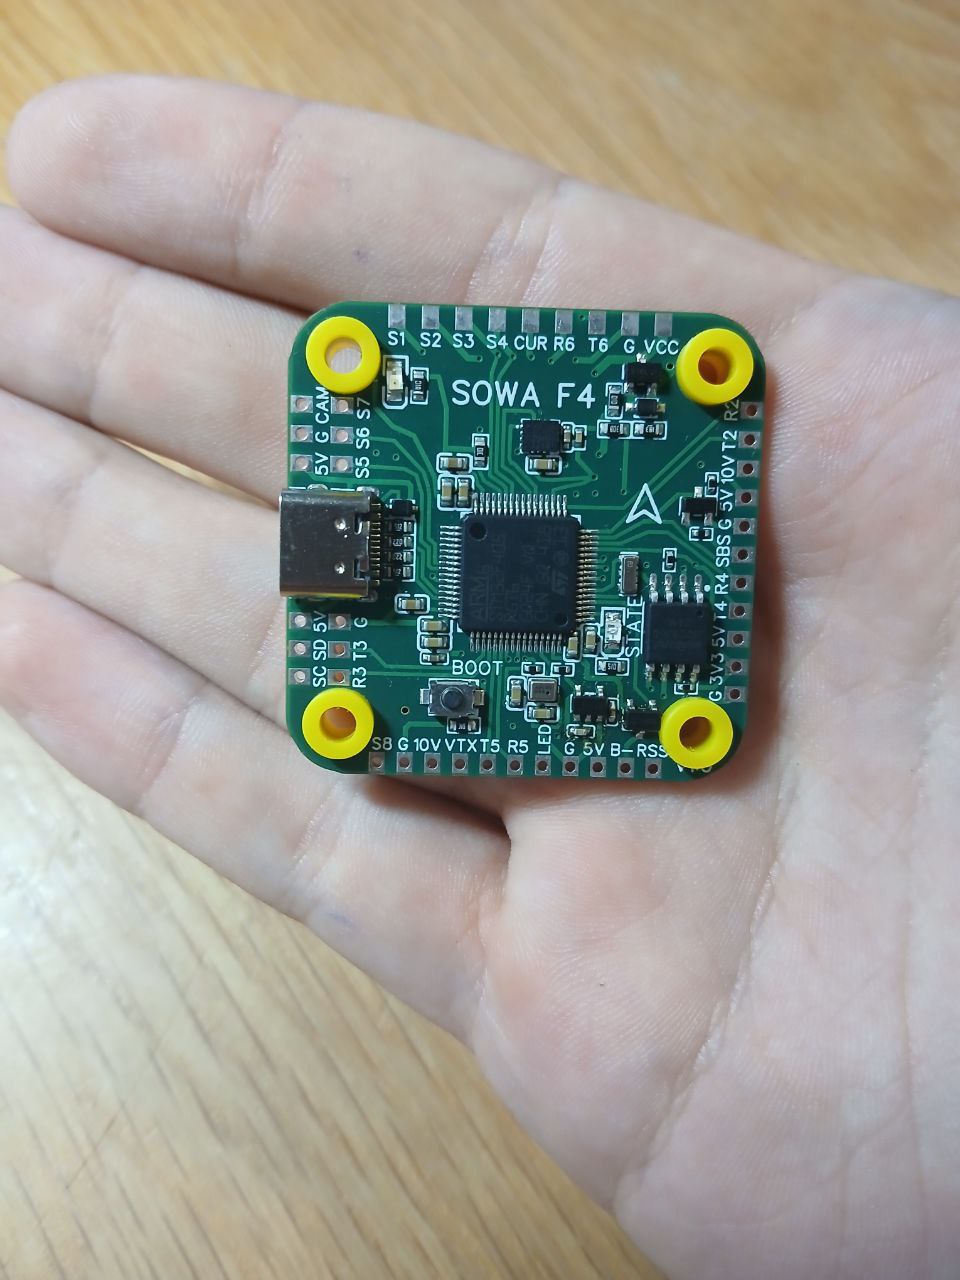 S1 S2 S3 S4 CUR R6 T6 G VCC
SOWA F4
CAM S7
G S6
5V S5
5V G
SD T3
SC R3
R2
T2
10V
5V
G
SBS
R4
T4
5V
3V3
G
STATE
BOOT
ARM
S8 G 10V VTX T5 R5 LED G 5V B- RSS